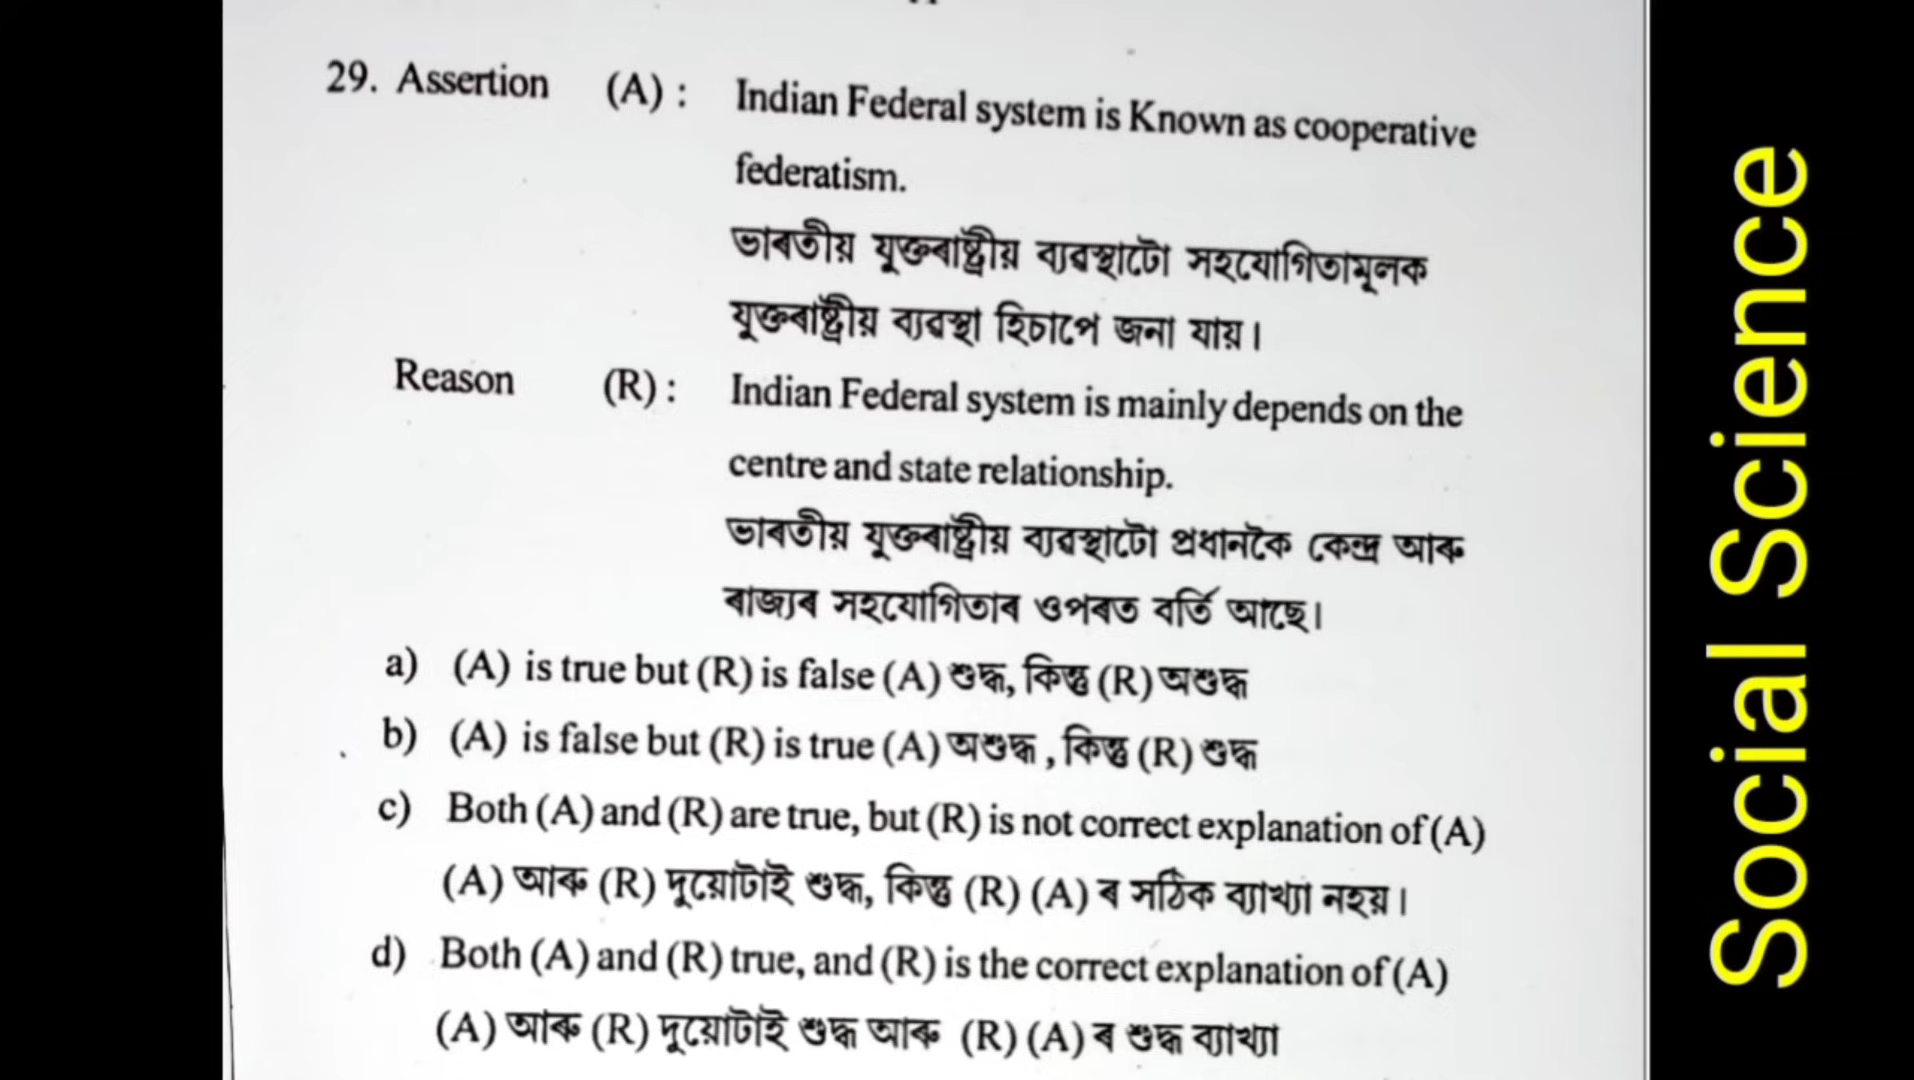 29. Assertion (A) : Indian Federal system is Known as cooperative
federatism.
ভাৰতীয় যুক্তৰাষ্ট্ৰীয় ব্যৱস্থাটো সহযোগিতামূলক
যুক্তৰাষ্ট্ৰীয় ব্যৱস্থা হিচাপে জনা যায়।
Reason (R) : Indian Federal system is mainly depends on the
centre and state relationship.
ভাৰতীয় যুক্তৰাষ্ট্ৰীয় ব্যৱস্থাটো প্ৰধানকৈ কেন্দ্ৰ আৰু
ৰাজ্যৰ সহযোগিতাৰ ওপৰত বৰ্তি আছে।
a) (A) is true but (R) is false (A) শুদ্ধ, কিন্তু (R) অশুদ্ধ
b) (A) is false but (R) is true (A) অশুদ্ধ , কিন্তু (R) শুদ্ধ
c) Both (A) and (R) are true, but (R) is not correct explanation of (A)
(A) আৰু (R) দুয়োটাই শুদ্ধ, কিন্তু (R) (A) ৰ সঠিক ব্যাখ্যা নহয়।
d) Both (A) and (R) true, and (R) is the correct explanation of (A)
(A) আৰু (R) দুয়োটাই শুদ্ধ আৰু (R) (A) ৰ শুদ্ধ ব্যাখ্যা
Social Science